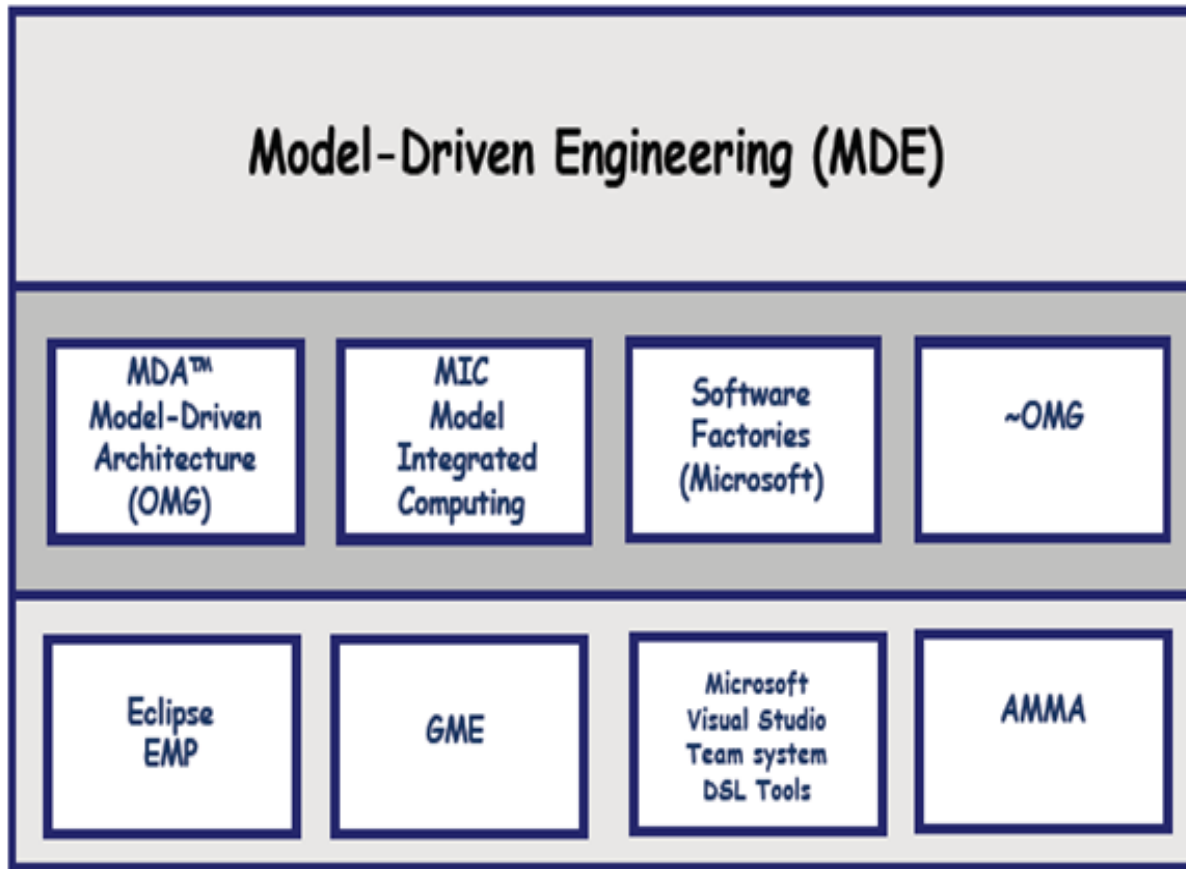 Model-Driven Engineering (MDE)
MDA™
Model-Driven
Architecture
(OMG)
MIC
Model
Integrated
Computing
Software
Factories
(Microsoft)
~OMG
Eclipse
EMP
GME
Microsoft
Visual Studio
Team system
DSL Tools
AMMA